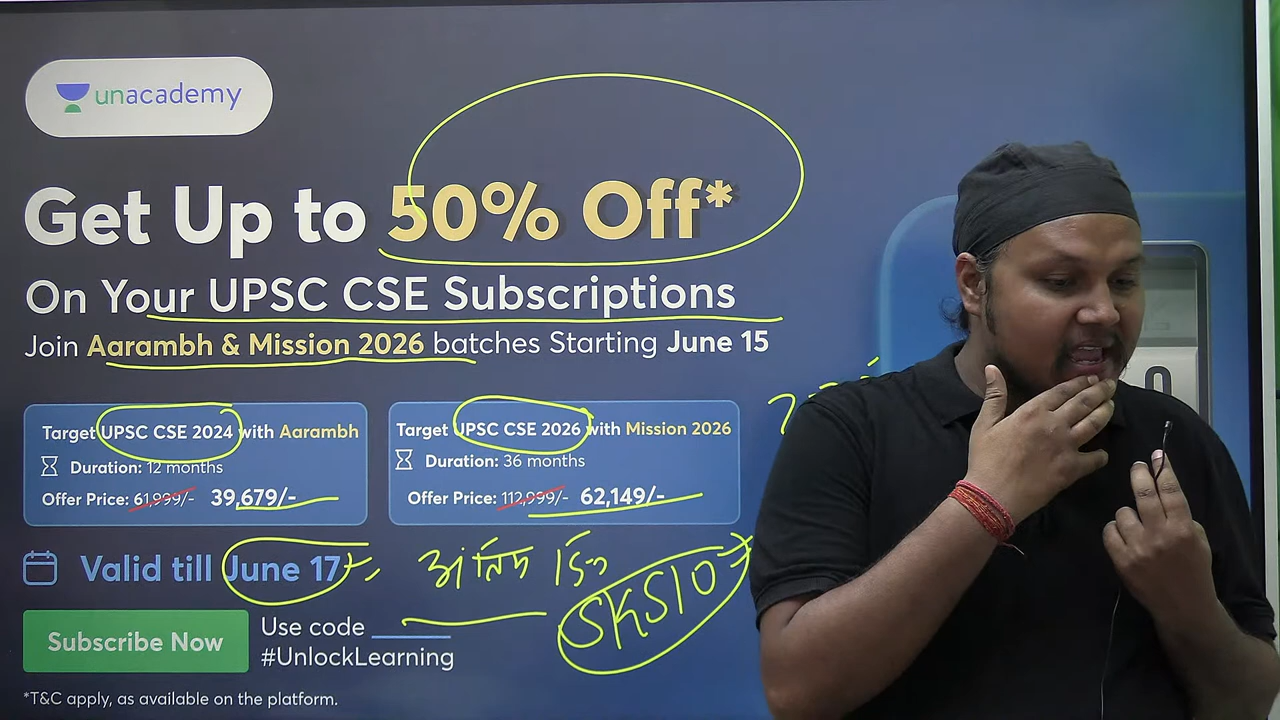 unacademy
Get Up to 50% Off*
On Your UPSC CSE Subscriptions
Join Aarambh & Mission 2026 batches Starting June 15
Target UPSC CSE 2024 with Aarambh
Duration: 12 months
Offer Price: 61,999/- 39,679/-
Target UPSC CSE 2026 with Mission 2026
Duration: 36 months
Offer Price: 112,999/- 62,149/-
Valid till June 17
SKS10
Subscribe Now
Use code
#UnlockLearning
*T&C apply, as available on the platform.